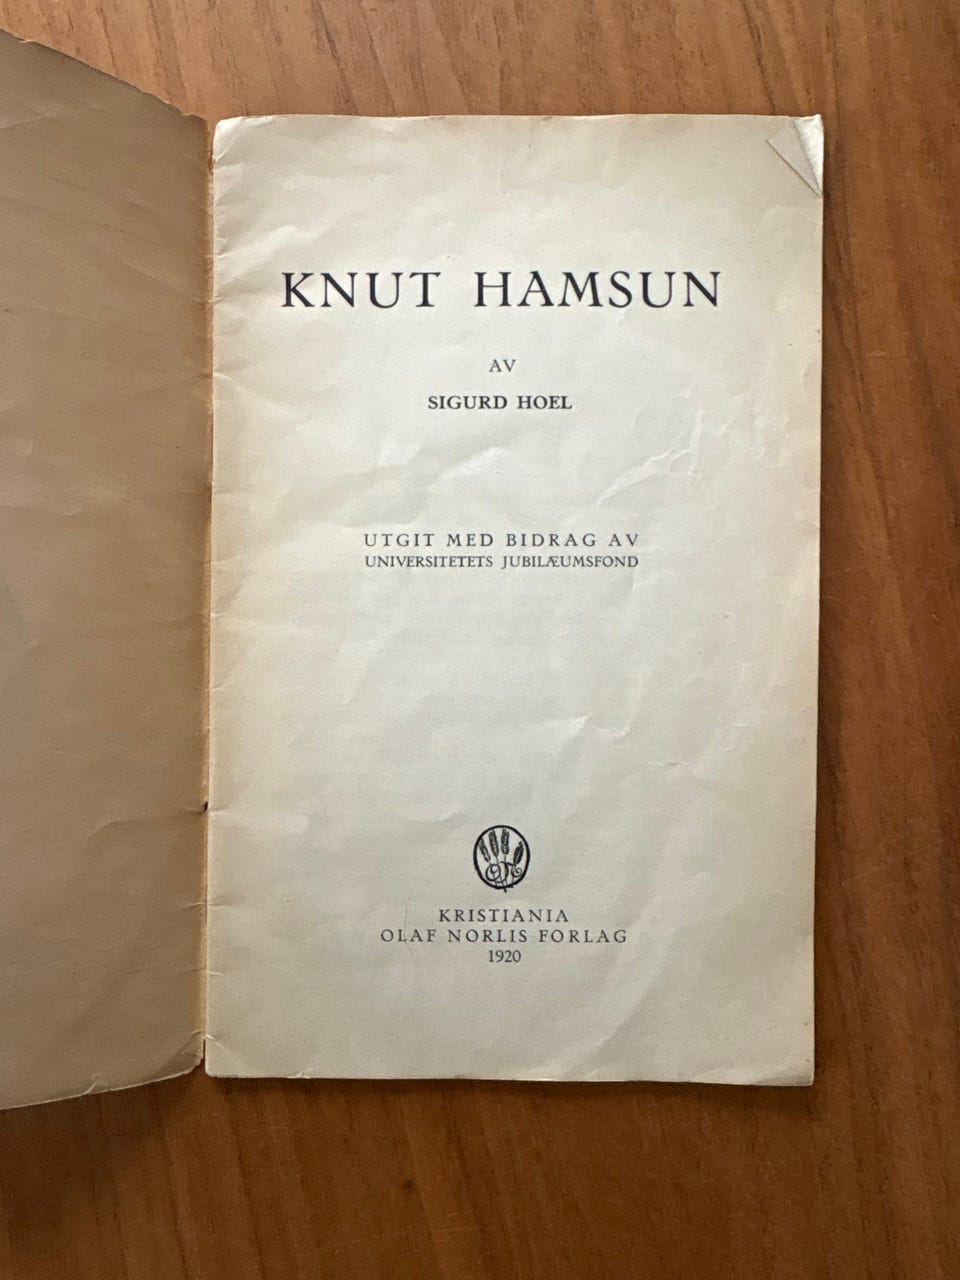 KNUT HAMSUN
AV
SIGURD HOEL
UTGIT MED BIDRAG AV
UNIVERSITETETS JUBILÆUMSFOND
KRISTIANIA
OLAF NORLIS FORLAG
1920